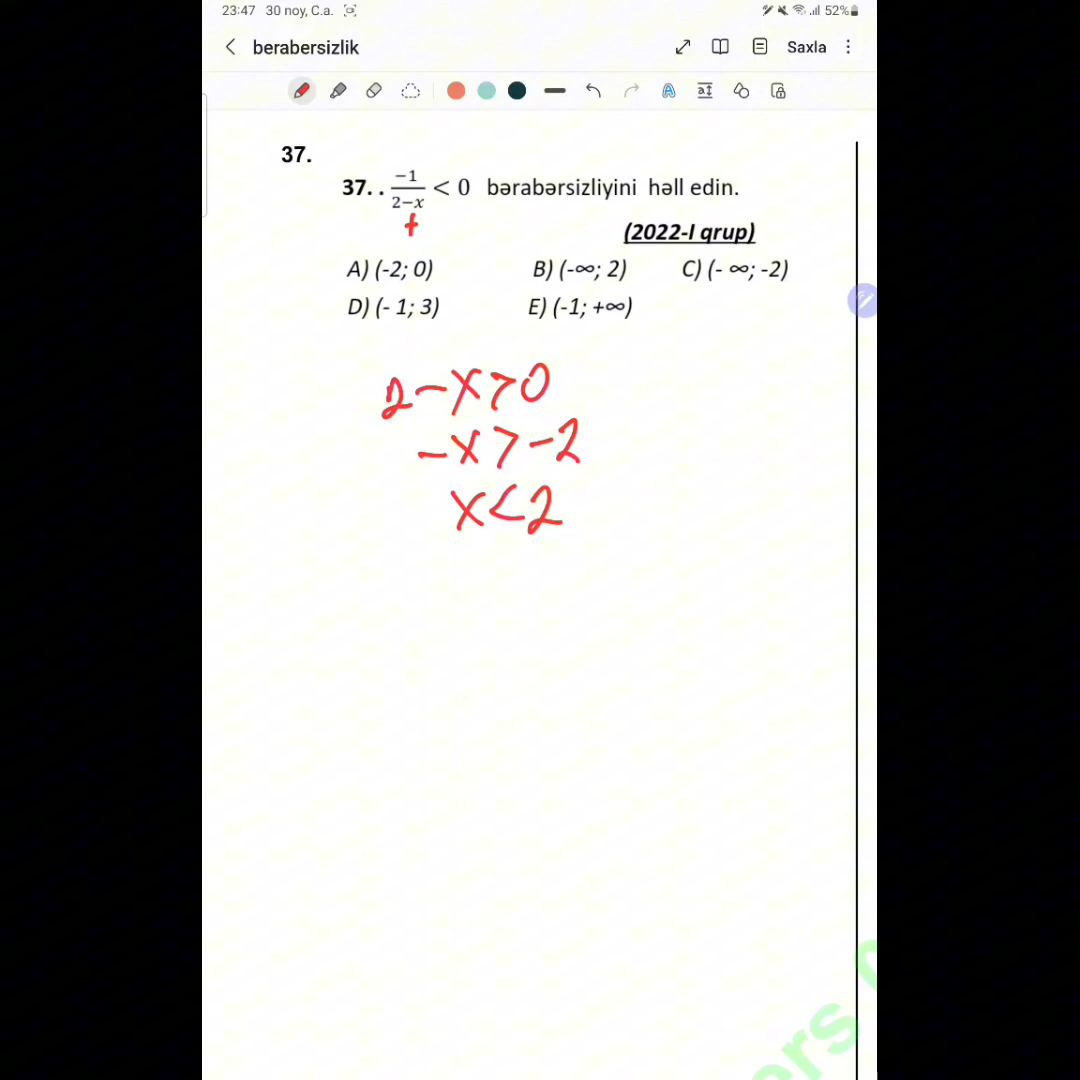 23:47 30 noy, C.a. 52%
berabersizlik Saxla
37.
37. . −1/2−x < 0 bərabərsizliyini həll edin.
+
(2022-I qrup)
A) (-2; 0) B) (-∞; 2) C) (- ∞; -2)
D) (- 1; 3) E) (-1; +∞)
2-x>0
-x>-2
x<2
ers